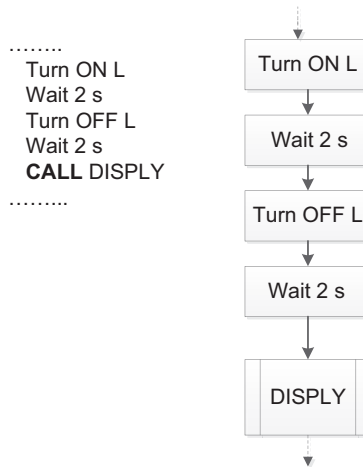 ……..
Turn ON L
Wait 2 s
Turn OFF L
Wait 2 s
CALL DISPLY
……...
Turn ON L
Wait 2 s
Turn OFF L
Wait 2 s
DISPLY